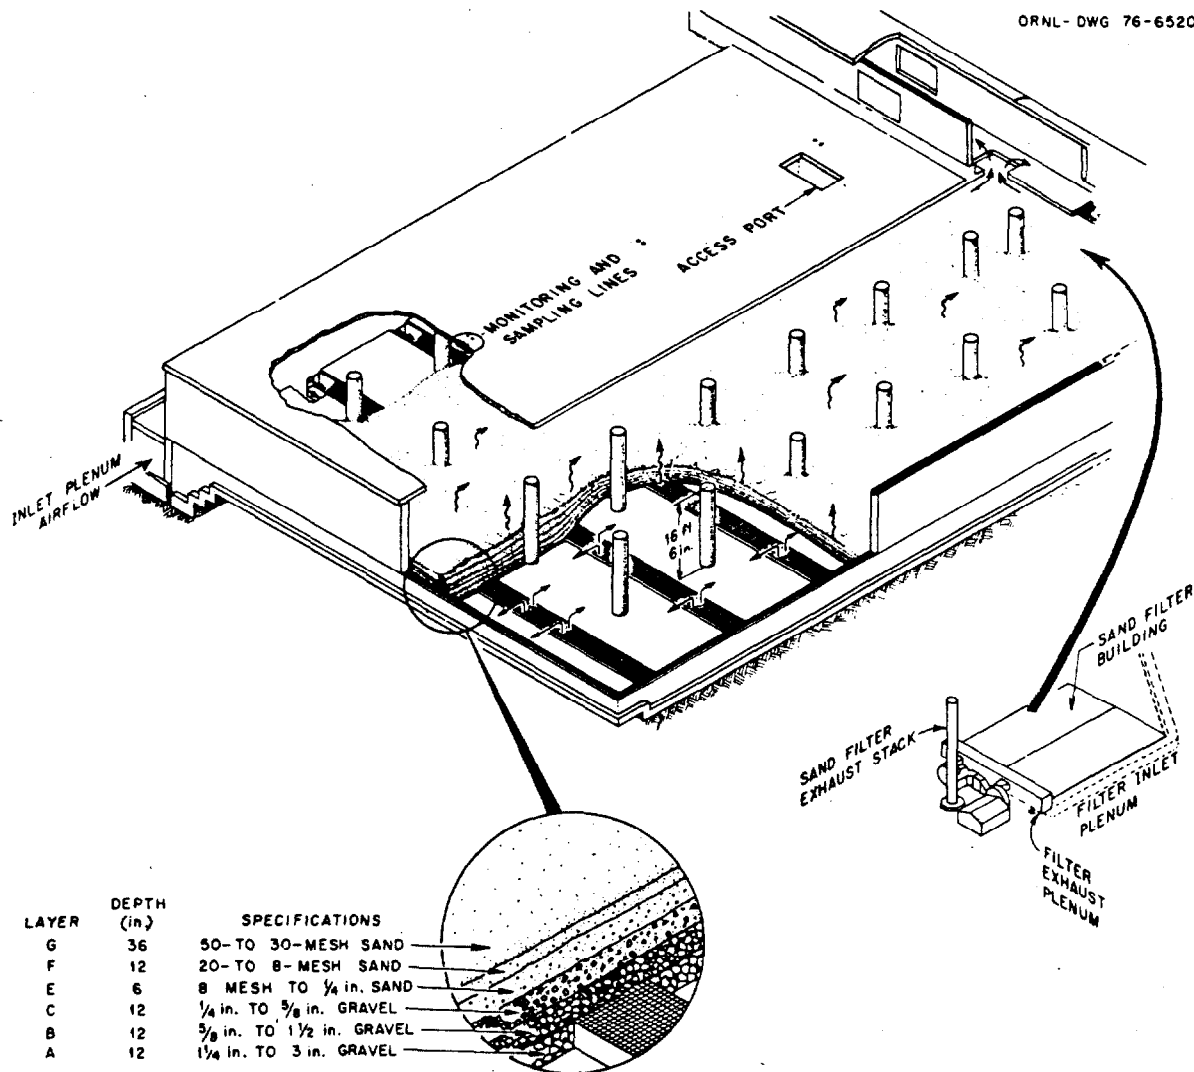 ORNL-DWG 76-6520
ACCESS PORT
MONITORING AND
SAMPLING LINES
INLET PLENUM
AIRFLOW
16 ft
6 in.
SAND FILTER
BUILDING
SAND FILTER
EXHAUST STACK
FILTER INLET
PLENUM
FILTER
EXHAUST
PLENUM
LAYER DEPTH (in.) SPECIFICATIONS
G 36 50-TO 30-MESH SAND
F 12 20-TO 8-MESH SAND
E 6 8 MESH TO 1/4 in. SAND
C 12 1/4 in. TO 5/8 in. GRAVEL
B 12 5/8 in. TO 1 1/2 in. GRAVEL
A 12 1 1/4 in. TO 3 in. GRAVEL